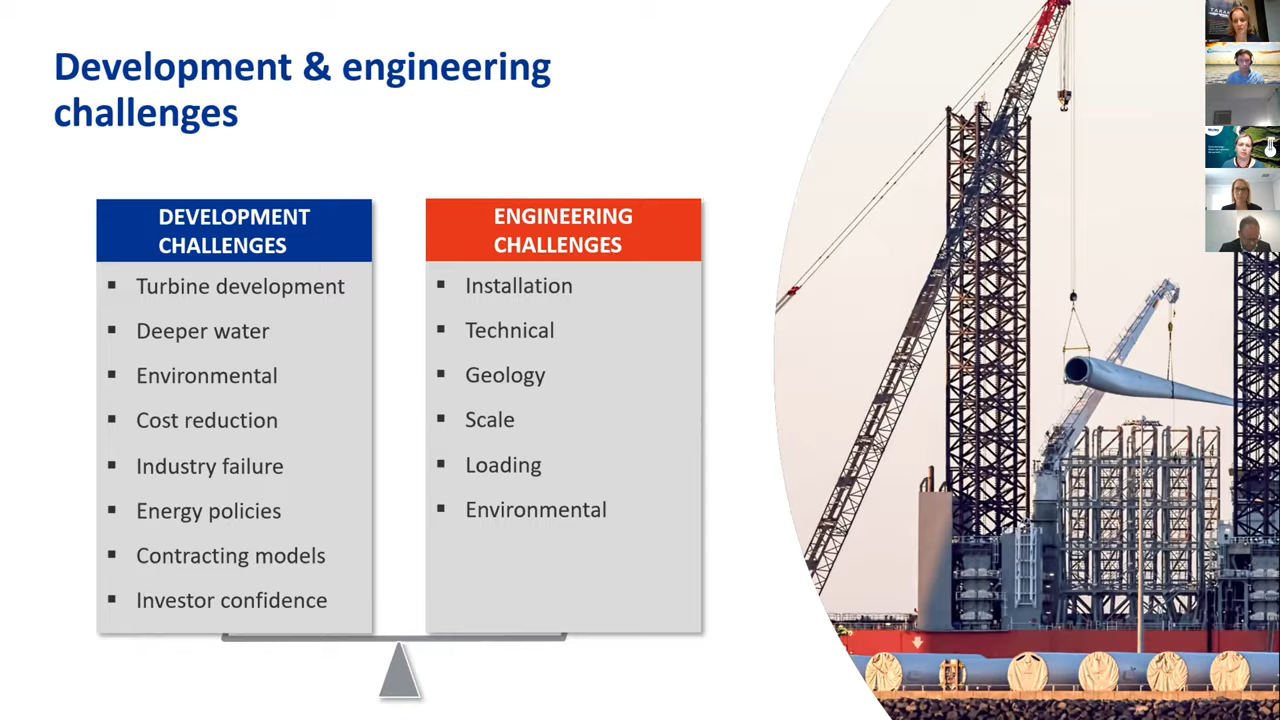 Development & engineering
challenges
DEVELOPMENT
CHALLENGES
Turbine development
Deeper water
Environmental
Cost reduction
Industry failure
Energy policies
Contracting models
Investor confidence
ENGINEERING
CHALLENGES
Installation
Technical
Geology
Scale
Loading
Environmental